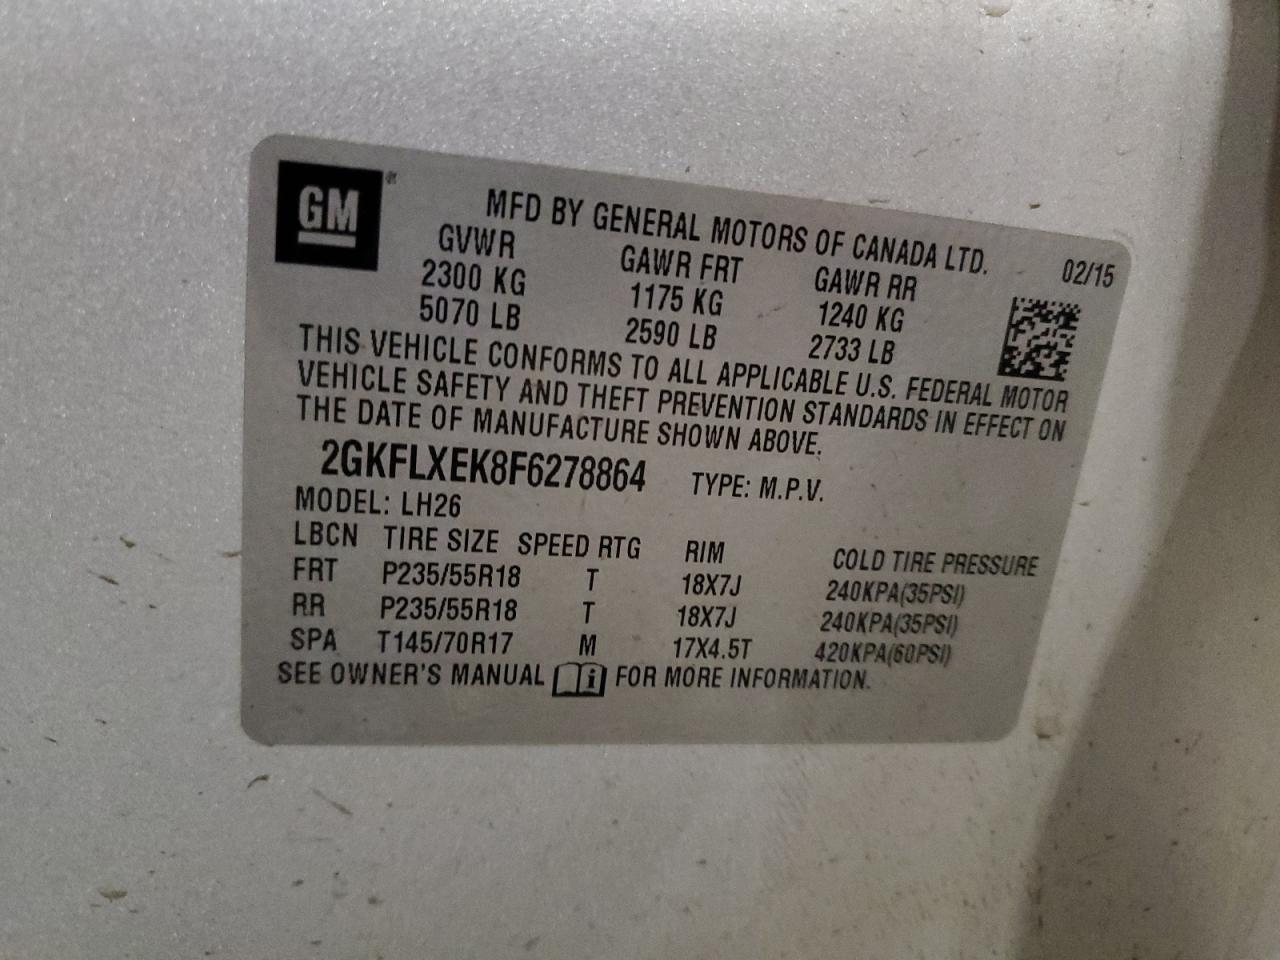 GM
MFD BY GENERAL MOTORS OF CANADA LTD. 02/15
GVWR GAWR FRT GAWR RR
2300 KG 1175 KG 1240 KG
5070 LB 2590 LB 2733 LB
THIS VEHICLE CONFORMS TO ALL APPLICABLE U.S. FEDERAL MOTOR
VEHICLE SAFETY AND THEFT PREVENTION STANDARDS IN EFFECT ON
THE DATE OF MANUFACTURE SHOWN ABOVE.
2GKFLXEK8F6278864 TYPE: M.P.V.
MODEL: LH26
LBCN TIRE SIZE SPEED RTG RIM COLD TIRE PRESSURE
FRT P235/55R18 T 18X7J 240KPA(35PSI)
RR P235/55R18 T 18X7J 240KPA(35PSI)
SPA T145/70R17 M 17X4.5T 420KPA(60PSI)
SEE OWNER'S MANUAL i FOR MORE INFORMATION.